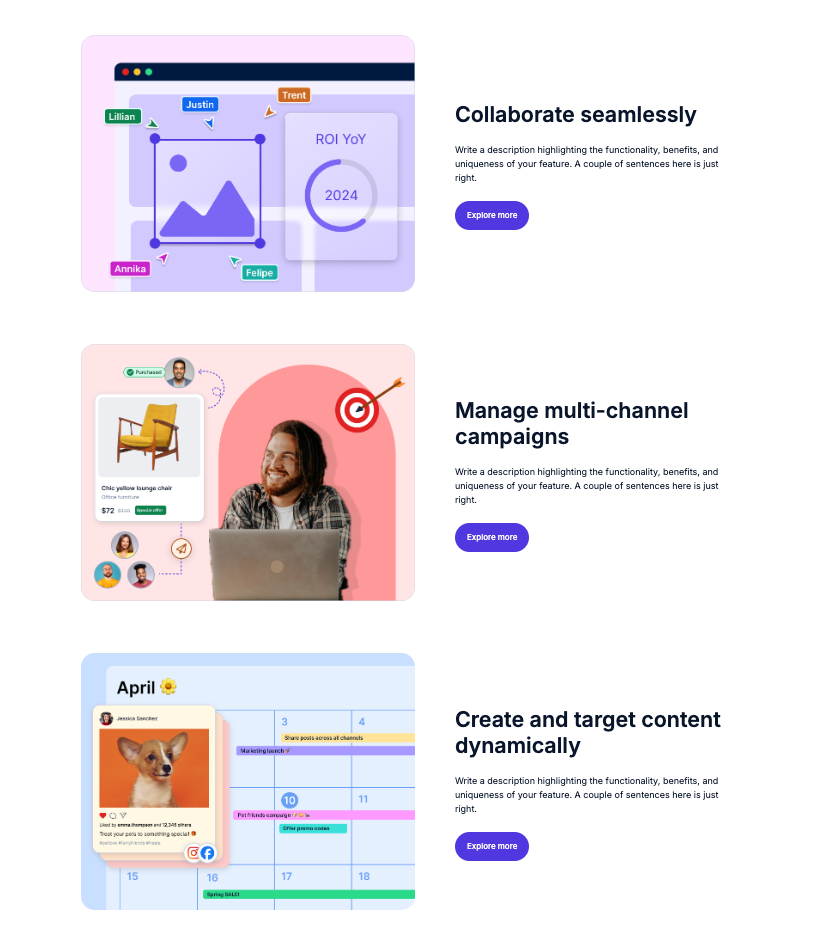 Lillian
Justin
Trent
ROI YoY
2024
Annika
Felipe
Collaborate seamlessly
Write a description highlighting the functionality, benefits, and
uniqueness of your feature. A couple of sentences here is just
right.
Explore more
Purchased
Chic yellow lounge chair
Office furniture
$72
Special offer
Manage multi-channel
campaigns
Write a description highlighting the functionality, benefits, and
uniqueness of your feature. A couple of sentences here is just
right.
Explore more
April
Jessica Sanchez
Liked by emma.thompson and 12,345 others
Treat your pets to something special!
3
4
Share posts across all channels
Marketing launch
10
11
Pet friends campaign
Offer promo codes
15
16
17
18
Spring SALE!
Create and target content
dynamically
Write a description highlighting the functionality, benefits, and
uniqueness of your feature. A couple of sentences here is just
right.
Explore more